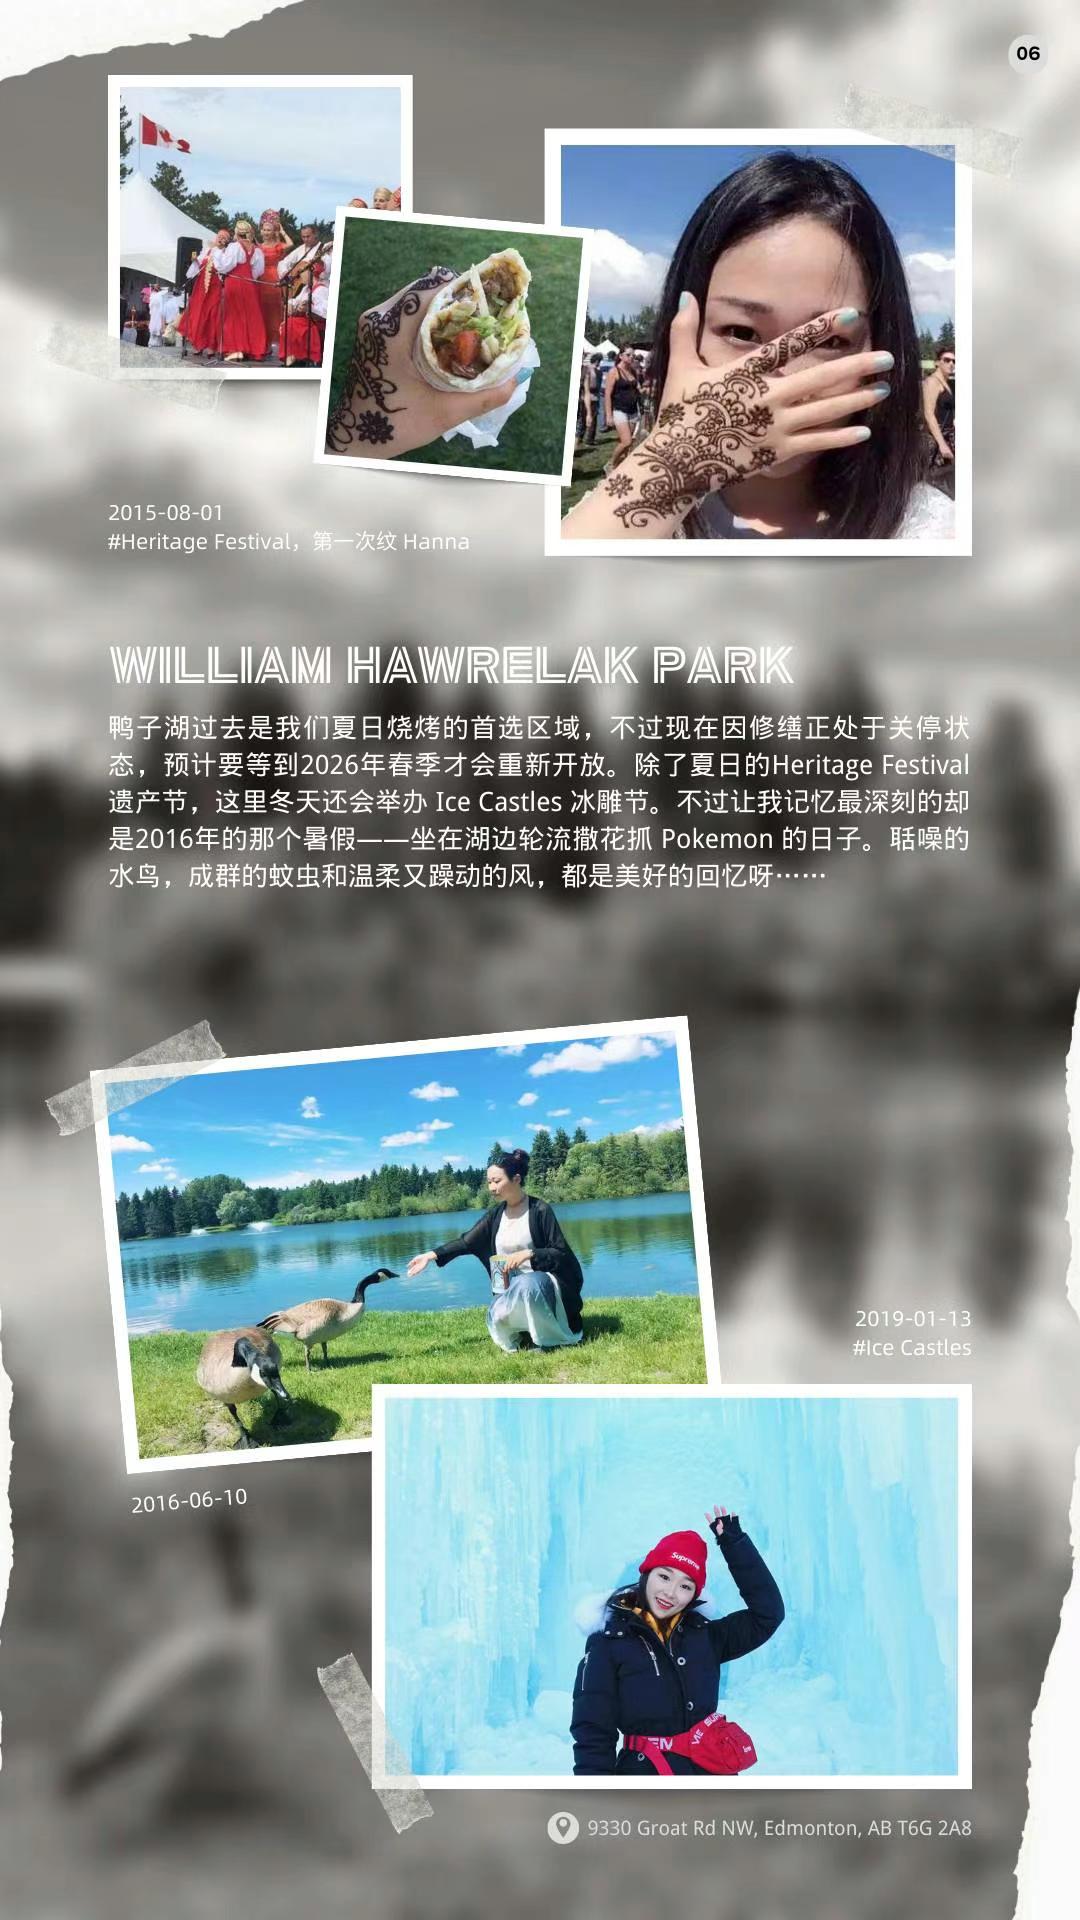 06
2015-08-01
#Heritage Festival，第一次纹 Hanna
WILLIAM HAWRELAK PARK
鸭子湖过去是我们夏日烧烤的首选区域，不过现在因修缮正处于关停状
态，预计要等到2026年春季才会重新开放。除了夏日的Heritage Festival
遗产节，这里冬天还会举办 Ice Castles 冰雕节。不过让我记忆最深刻的却
是2016年的那个暑假——坐在湖边轮流撒花抓 Pokemon 的日子。聒噪的
水鸟，成群的蚊虫和温柔又躁动的风，都是美好的回忆呀……
2019-01-13
#Ice Castles
2016-06-10
Supreme
9330 Groat Rd NW, Edmonton, AB T6G 2A8